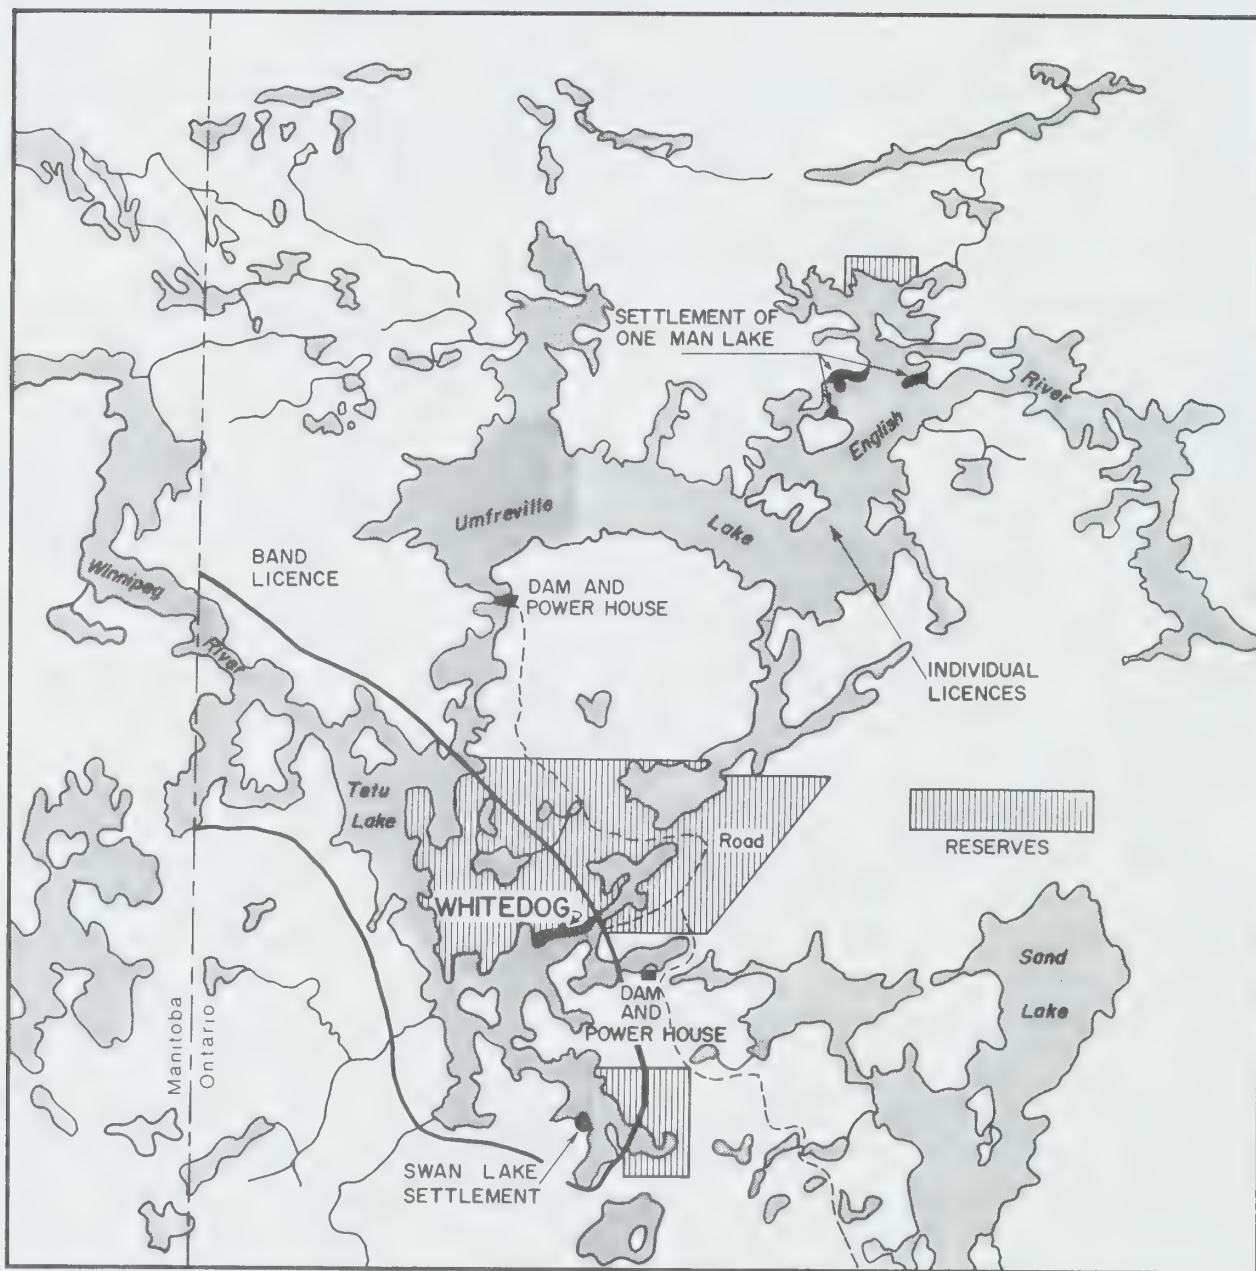 SETTLEMENT OF
ONE MAN LAKE
River
English
Umfreville
Lake
BAND
LICENCE
Winnipeg
River
DAM AND
POWER HOUSE
INDIVIDUAL
LICENCES
Tetu
Lake
Road
RESERVES
WHITEDOG
Sand
Lake
DAM
AND
POWER HOUSE
Manitoba
Ontario
SWAN LAKE
SETTLEMENT